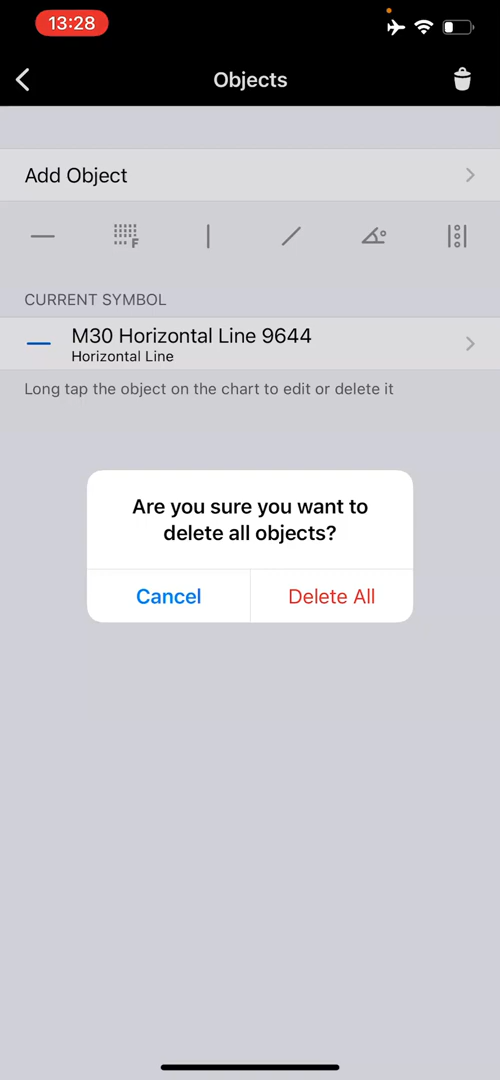 13:28
Objects
Add Object
F
CURRENT SYMBOL
M30 Horizontal Line 9644
Horizontal Line
Long tap the object on the chart to edit or delete it
Are you sure you want to
delete all objects?
Cancel
Delete All